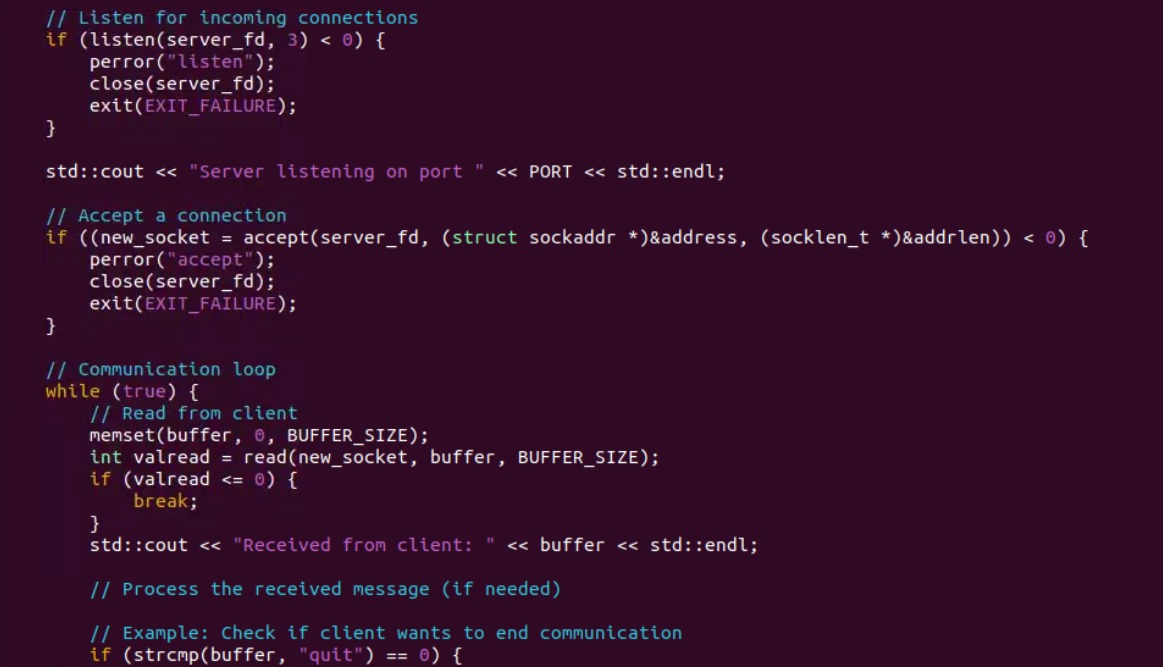 // Listen for incoming connections
if (listen(server_fd, 3) < 0) {
    perror("listen");
    close(server_fd);
    exit(EXIT_FAILURE);
}

std::cout << "Server listening on port " << PORT << std::endl;

// Accept a connection
if ((new_socket = accept(server_fd, (struct sockaddr *)&address, (socklen_t *)&addrlen)) < 0) {
    perror("accept");
    close(server_fd);
    exit(EXIT_FAILURE);
}

// Communication loop
while (true) {
    // Read from client
    memset(buffer, 0, BUFFER_SIZE);
    int valread = read(new_socket, buffer, BUFFER_SIZE);
    if (valread <= 0) {
        break;
    }
    std::cout << "Received from client: " << buffer << std::endl;

    // Process the received message (if needed)

    // Example: Check if client wants to end communication
    if (strcmp(buffer, "quit") == 0) {